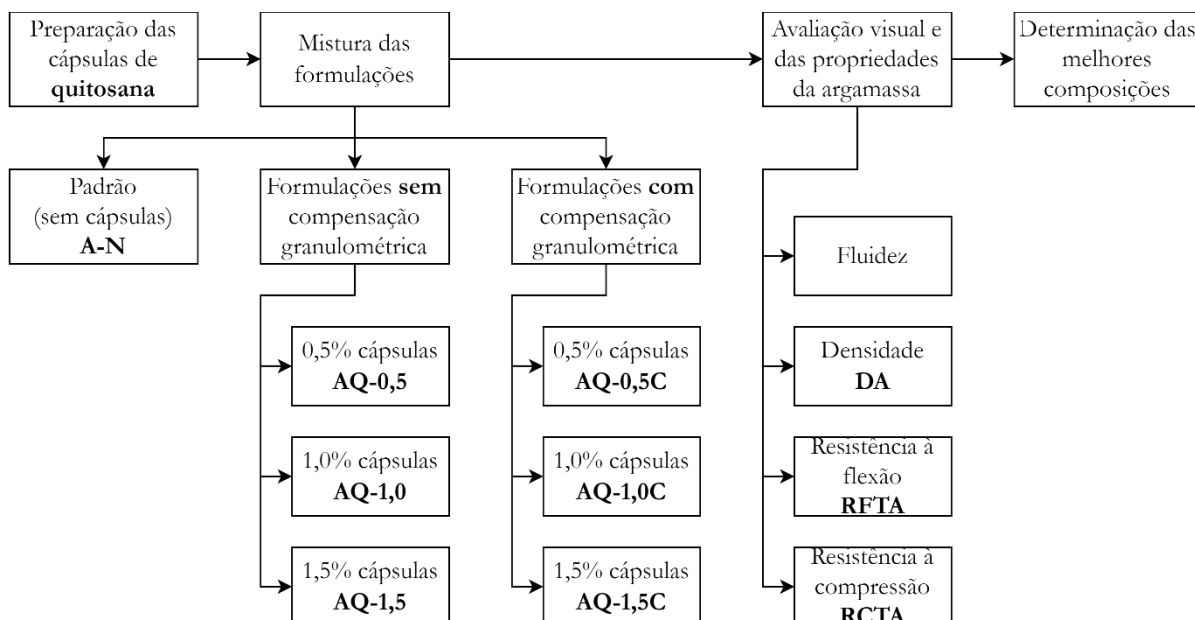 Preparação das
cápsulas de
quitosana
Mistura das
formulações
Avaliação visual e
das propriedades
da argamassa
Determinação das
melhores
composições
Padrão
(sem cápsulas)
A-N
Formulações sem
compensação
granulométrica
Formulações com
compensação
granulométrica
0,5% cápsulas
AQ-0,5
1,0% cápsulas
AQ-1,0
1,5% cápsulas
AQ-1,5
0,5% cápsulas
AQ-0,5C
1,0% cápsulas
AQ-1,0C
1,5% cápsulas
AQ-1,5C
Fluidez
Densidade
DA
Resistência à
flexão
RFTA
Resistência à
compressão
RCTA